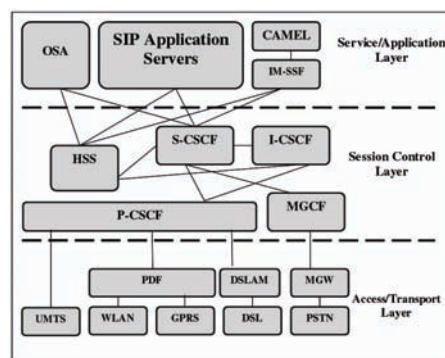 OSA
SIP Application
Servers
CAMEL
IM-SSF
Service/Application
Layer
HSS
S-CSCF
I-CSCF
Session Control
Layer
P-CSCF
MGCF
PDF
DSLAM
MGW
Access/Transport
Layer
UMTS
WLAN
GPRS
DSL
PSTN